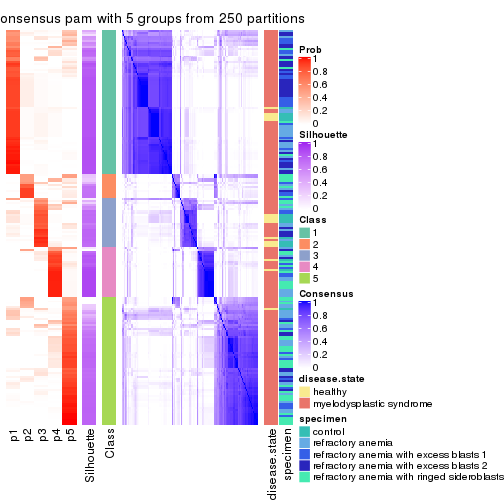 onsensus pam with 5 groups from 250 partitions
Prob
1
0.8
0.6
0.4
0.2
0
Silhouette
1
0.8
0.6
0.4
0.2
0
Class
1
2
3
4
5
Consensus
1
0.8
0.6
0.4
0.2
0
disease.state
healthy
myelodysplastic syndrome
specimen
control
refractory anemia
refractory anemia with excess blasts 1
refractory anemia with excess blasts 2
refractory anemia with ringed sideroblasts
p1
p2
p3
p4
p5
Silhouette
Class
disease.state
specimen